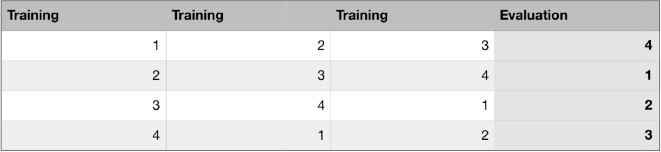 Training Training Training Evaluation
1 2 3 4
2 3 4 1
3 4 1 2
4 1 2 3